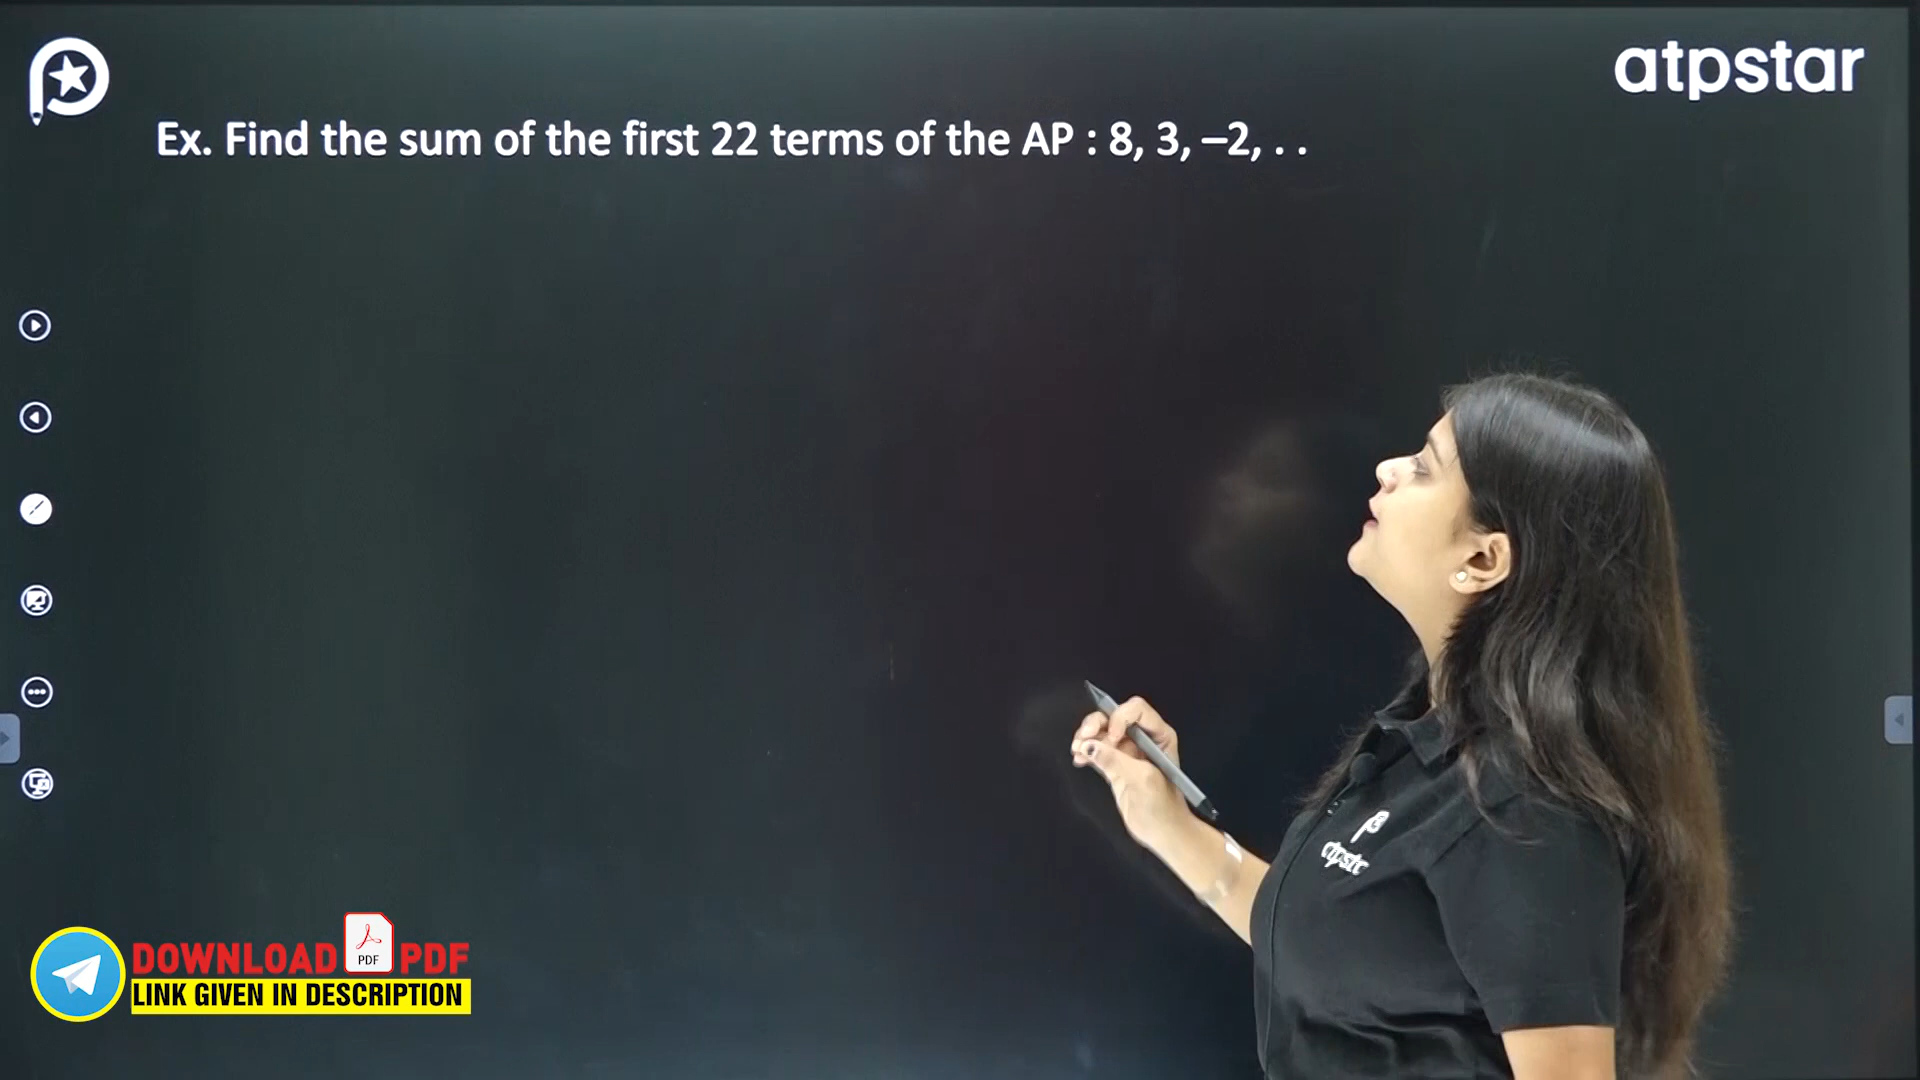 atpstar
Ex. Find the sum of the first 22 terms of the AP : 8, 3, –2, . .
atpstar
DOWNLOAD PDF
PDF
LINK GIVEN IN DESCRIPTION